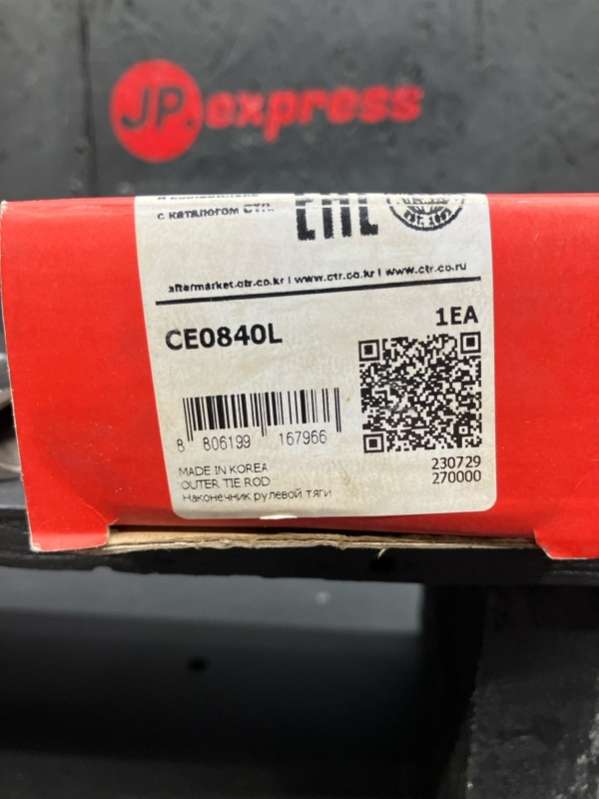 JP.express
с каталогом CTR.
EAC
aftermarket.ctr.co.kr | www.ctr.co.kr | www.ctr.co.ru
CE0840L
1EA
8 806199 167966
MADE IN KOREA
OUTER TIE ROD
Наконечник рулевой тяги
230729
270000